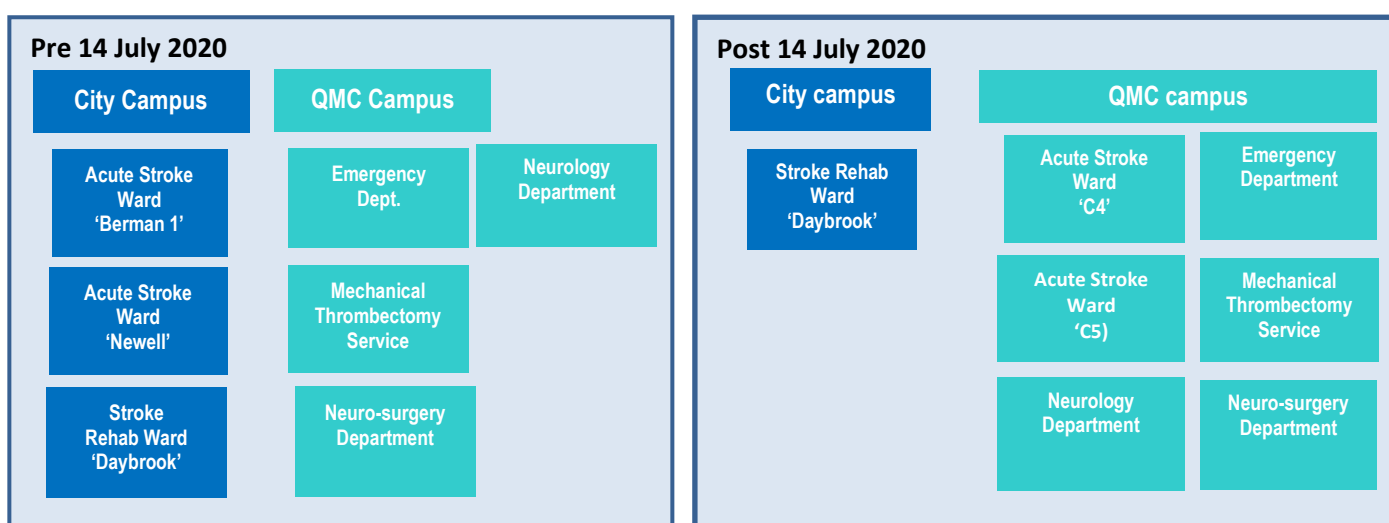 Pre 14 July 2020
City Campus
QMC Campus
Acute Stroke
Ward
‘Berman 1’
Emergency
Dept.
Neurology
Department
Acute Stroke
Ward
‘Newell’
Mechanical
Thrombectomy
Service
Stroke
Rehab Ward
‘Daybrook’
Neuro-surgery
Department
Post 14 July 2020
City campus
QMC campus
Stroke Rehab
Ward
‘Daybrook’
Acute Stroke
Ward
‘C4’
Emergency
Department
Acute Stroke
Ward
‘C5)
Mechanical
Thrombectomy
Service
Neurology
Department
Neuro-surgery
Department